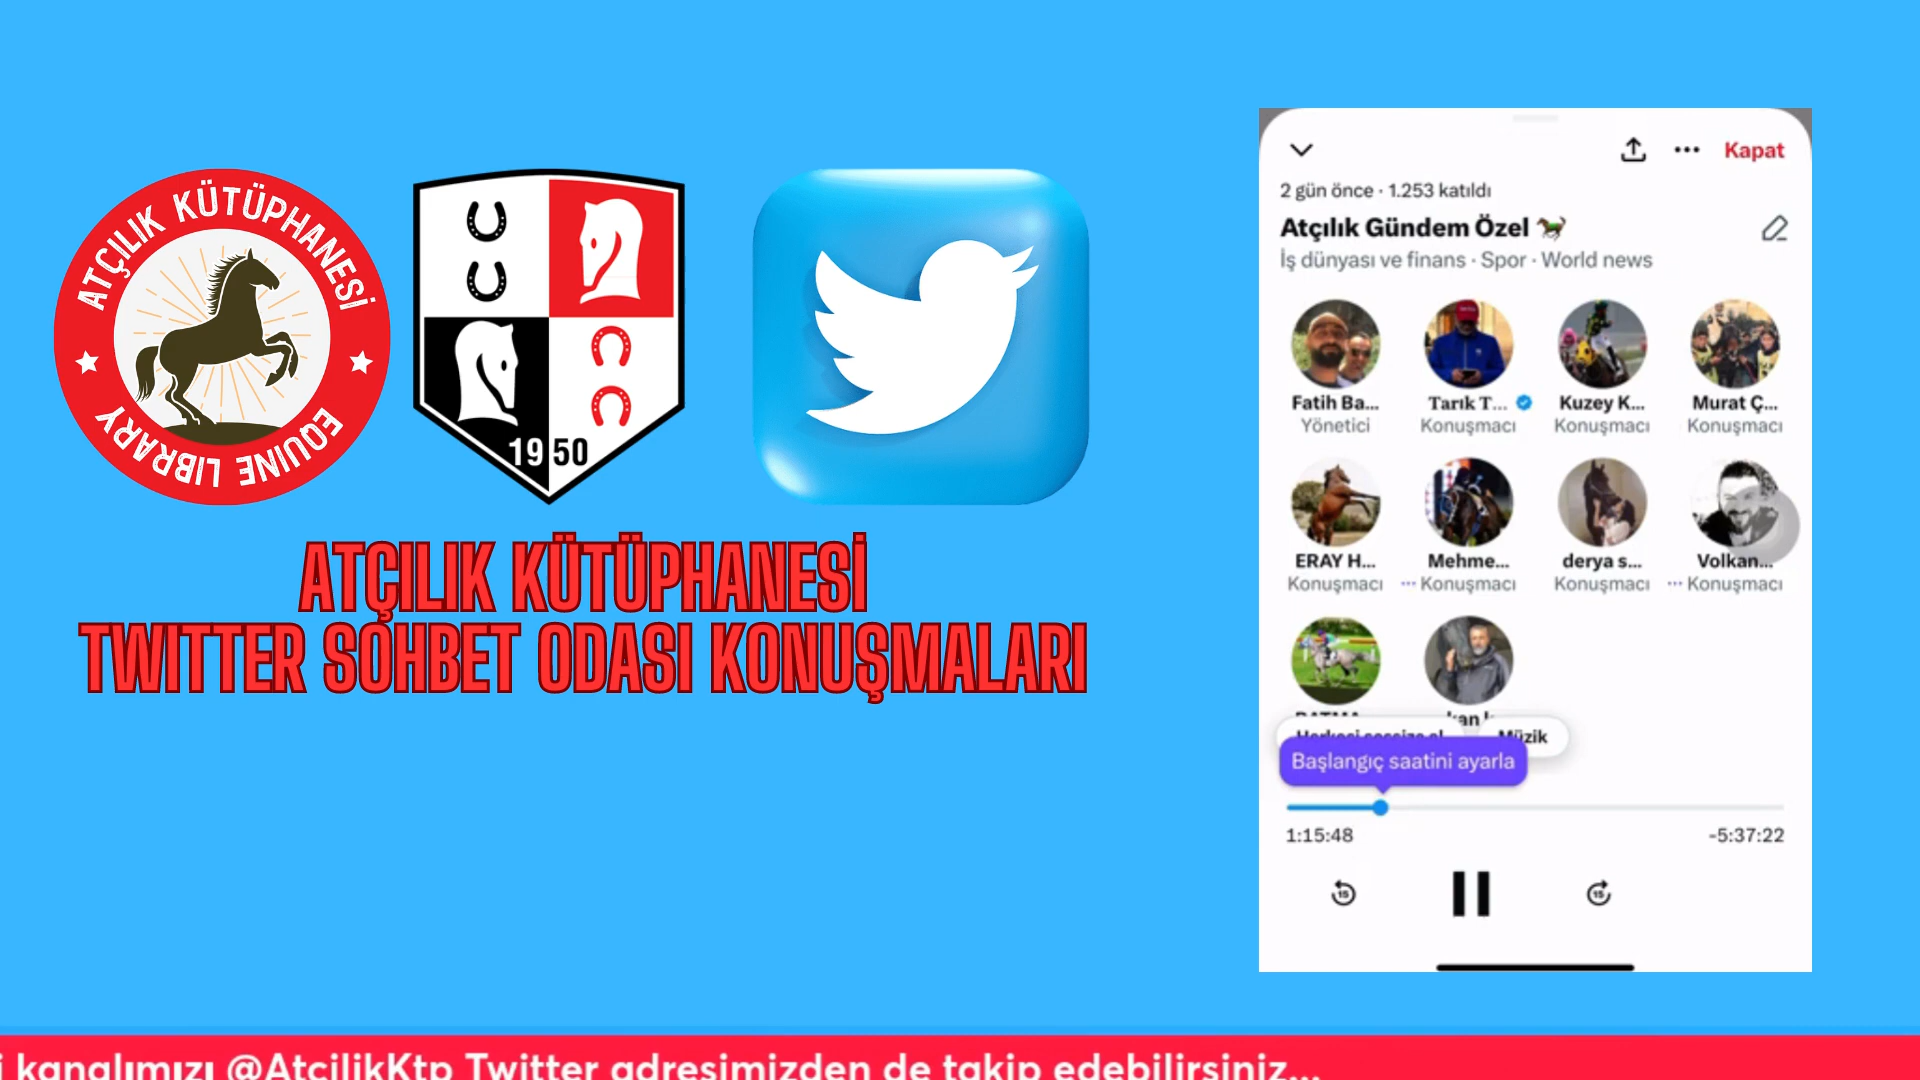 ATÇILIK KÜTÜPHANESİ
EQUINE LIBRARY
1950
ATÇILIK KÜTÜPHANESİ
TWITTER SOHBET ODASI KONUŞMALARI
Kapat
2 gün önce · 1.253 katıldı
Atçılık Gündem Özel 🐎
İş dünyası ve finans · Spor · World news
Fatih Ba... Tarık T... Kuzey K... Murat Ç...
Yönetici Konuşmacı Konuşmacı Konuşmacı
ERAY H... Mehme... derya s... Volkan...
Konuşmacı Konuşmacı Konuşmacı Konuşmacı
Müzik
Başlangıç saatini ayarla
1:15:48 -5:37:22
15 15
i kanalımızı @AtcilikKtp Twitter adresimizden de takip edebilirsiniz...